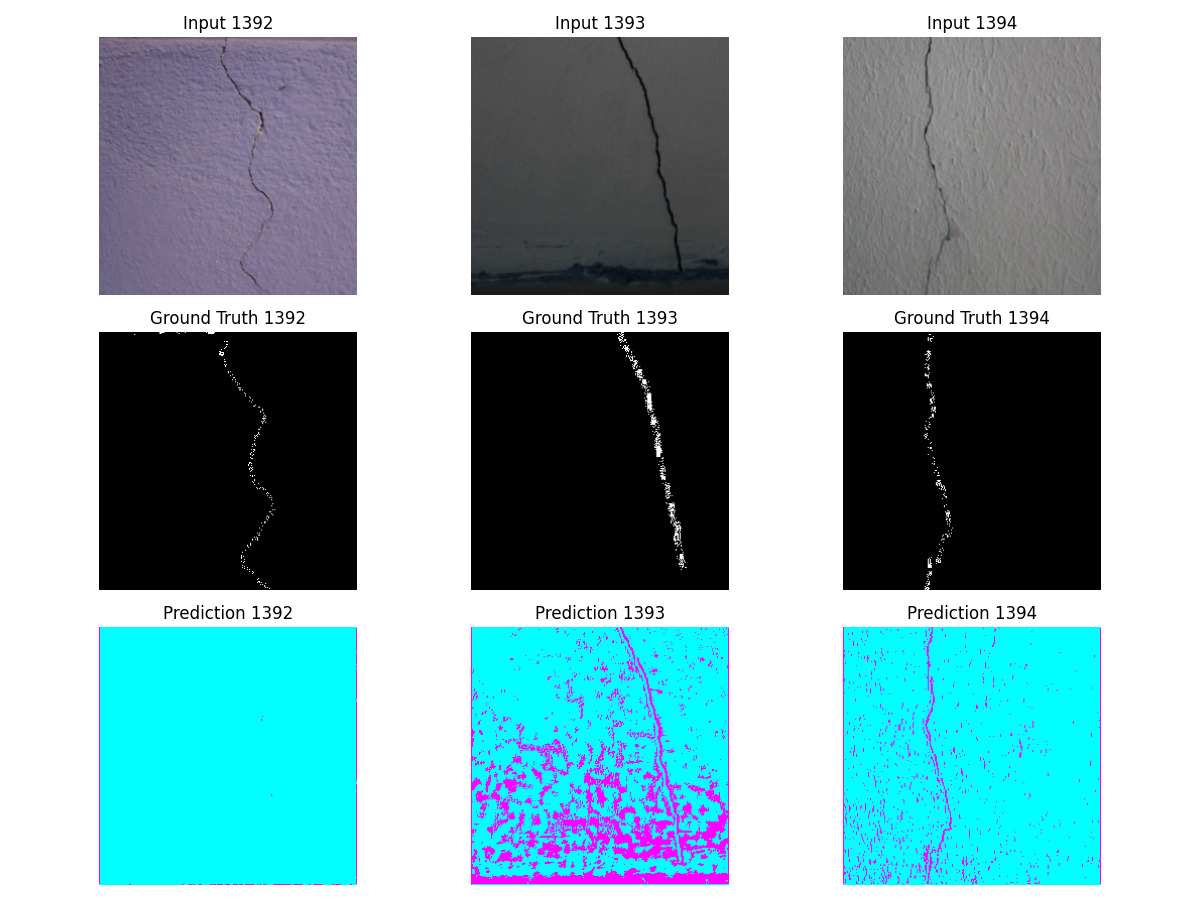 Input 1392
Input 1393
Input 1394
Ground Truth 1392
Ground Truth 1393
Ground Truth 1394
Prediction 1392
Prediction 1393
Prediction 1394